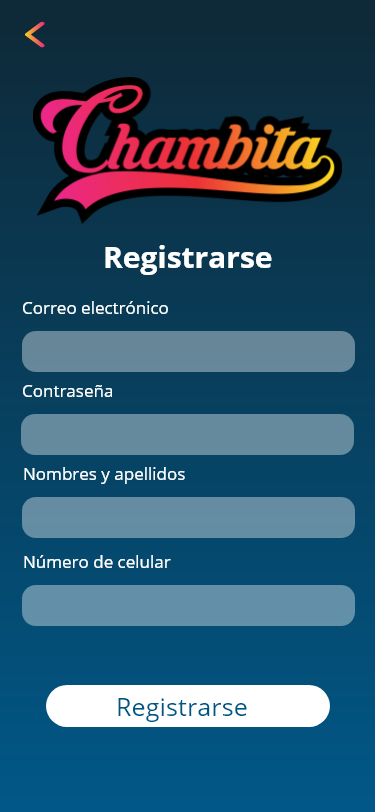 Chambita
Registrarse
Correo electrónico
Contraseña
Nombres y apellidos
Número de celular
Registrarse